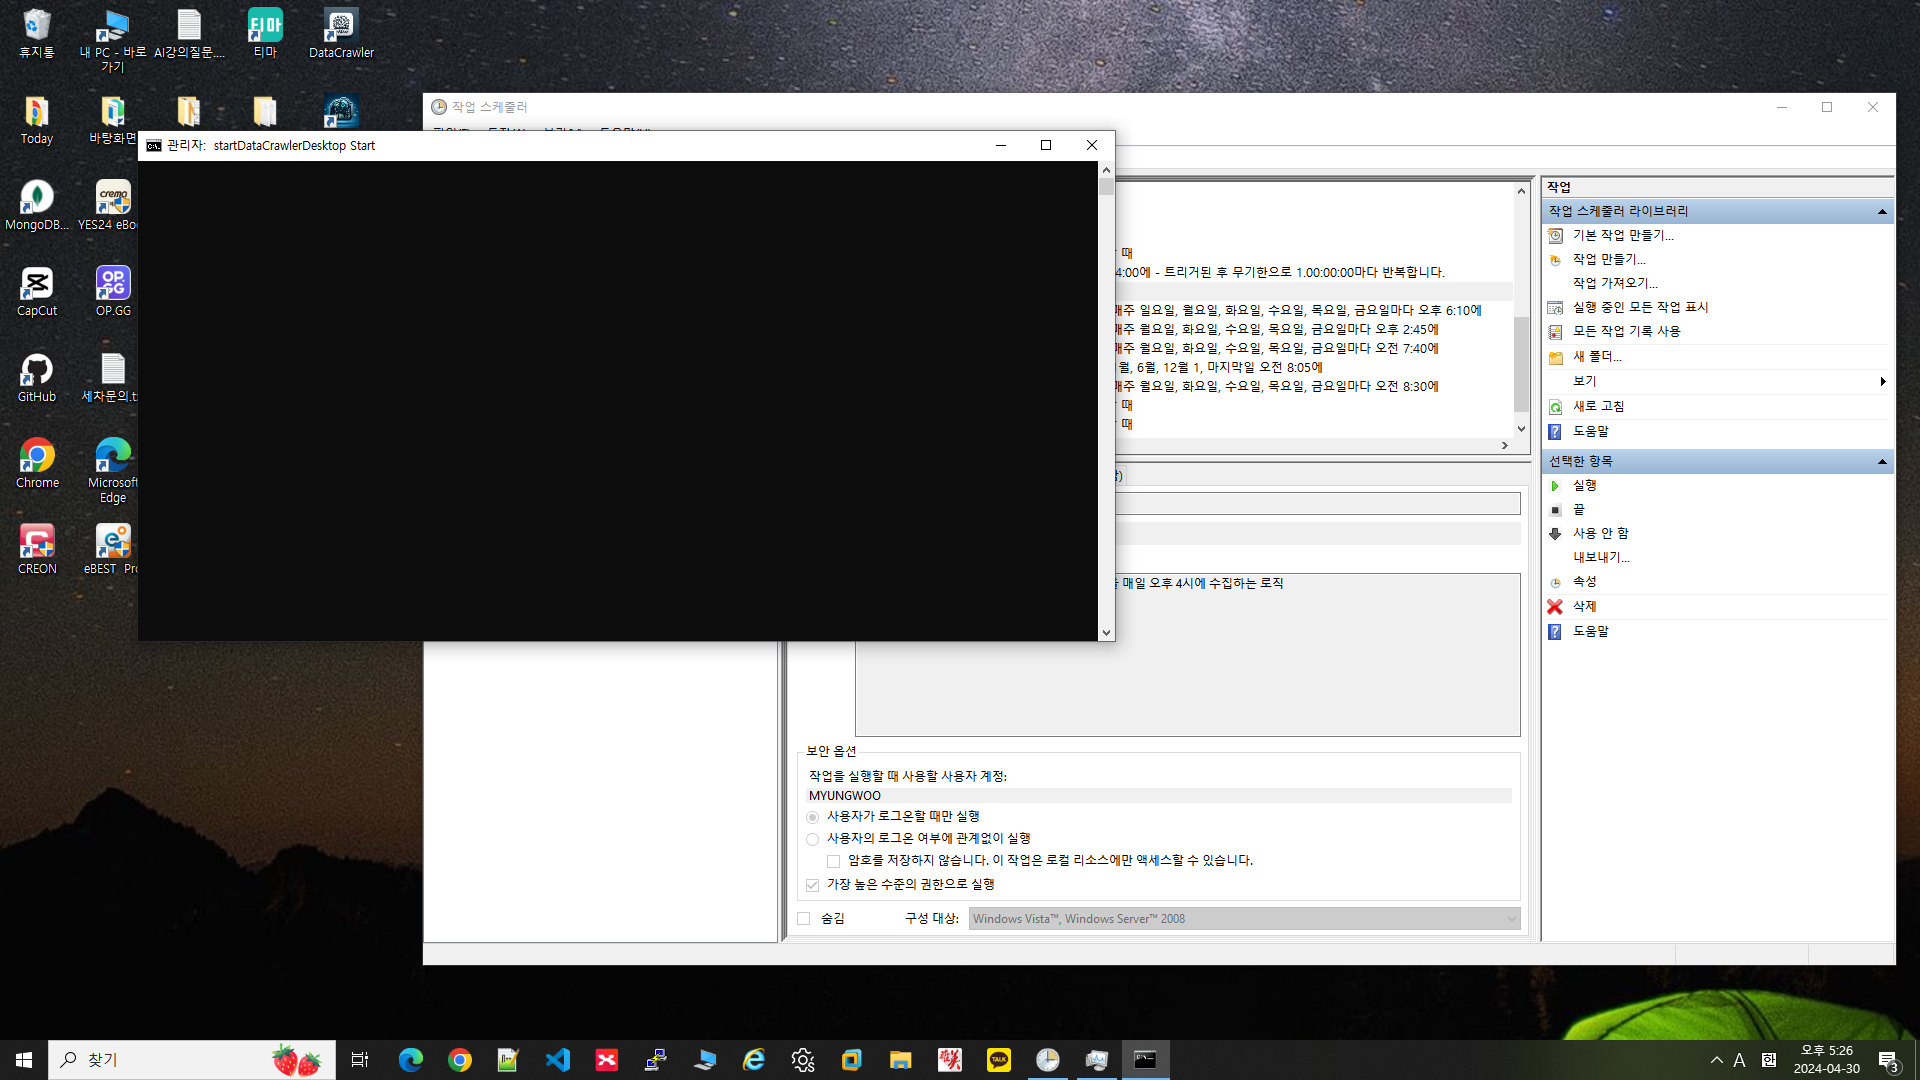 휴지통
내 PC - 바로
가기
AI강의질문....
티마
티마
DataCrawler
Today
바탕화면
MongoDB...
crema
YES24 eBo
CapCut
OP.GG
OP.GG
GitHub
세차문의.t
Chrome
Microsoft
Edge
CREON
eBEST Pro
작업 스케줄러
관리자: startDataCrawlerDesktop Start
때
4:00에 - 트리거된 후 무기한으로 1.00:00:00마다 반복합니다.
매주 일요일, 월요일, 화요일, 수요일, 목요일, 금요일마다 오후 6:10에
매주 월요일, 화요일, 수요일, 목요일, 금요일마다 오후 2:45에
매주 월요일, 화요일, 수요일, 목요일, 금요일마다 오전 7:40에
월, 6월, 12월 1, 마지막일 오전 8:05에
매주 월요일, 화요일, 수요일, 목요일, 금요일마다 오전 8:30에
때
때
매일 오후 4시에 수집하는 로직
보안 옵션
작업을 실행할 때 사용할 사용자 계정:
MYUNGWOO
사용자가 로그온할 때만 실행
사용자의 로그온 여부에 관계없이 실행
암호를 저장하지 않습니다. 이 작업은 로컬 리소스에만 액세스할 수 있습니다.
가장 높은 수준의 권한으로 실행
숨김
구성 대상:
Windows Vista™, Windows Server™ 2008
작업
작업 스케줄러 라이브러리
기본 작업 만들기...
작업 만들기...
작업 가져오기...
실행 중인 모든 작업 표시
모든 작업 기록 사용
새 폴더...
보기
새로 고침
도움말
선택한 항목
실행
끝
사용 안 함
내보내기...
속성
삭제
도움말
찾기
TALK
A
한
오후 5:26
2024-04-30
3